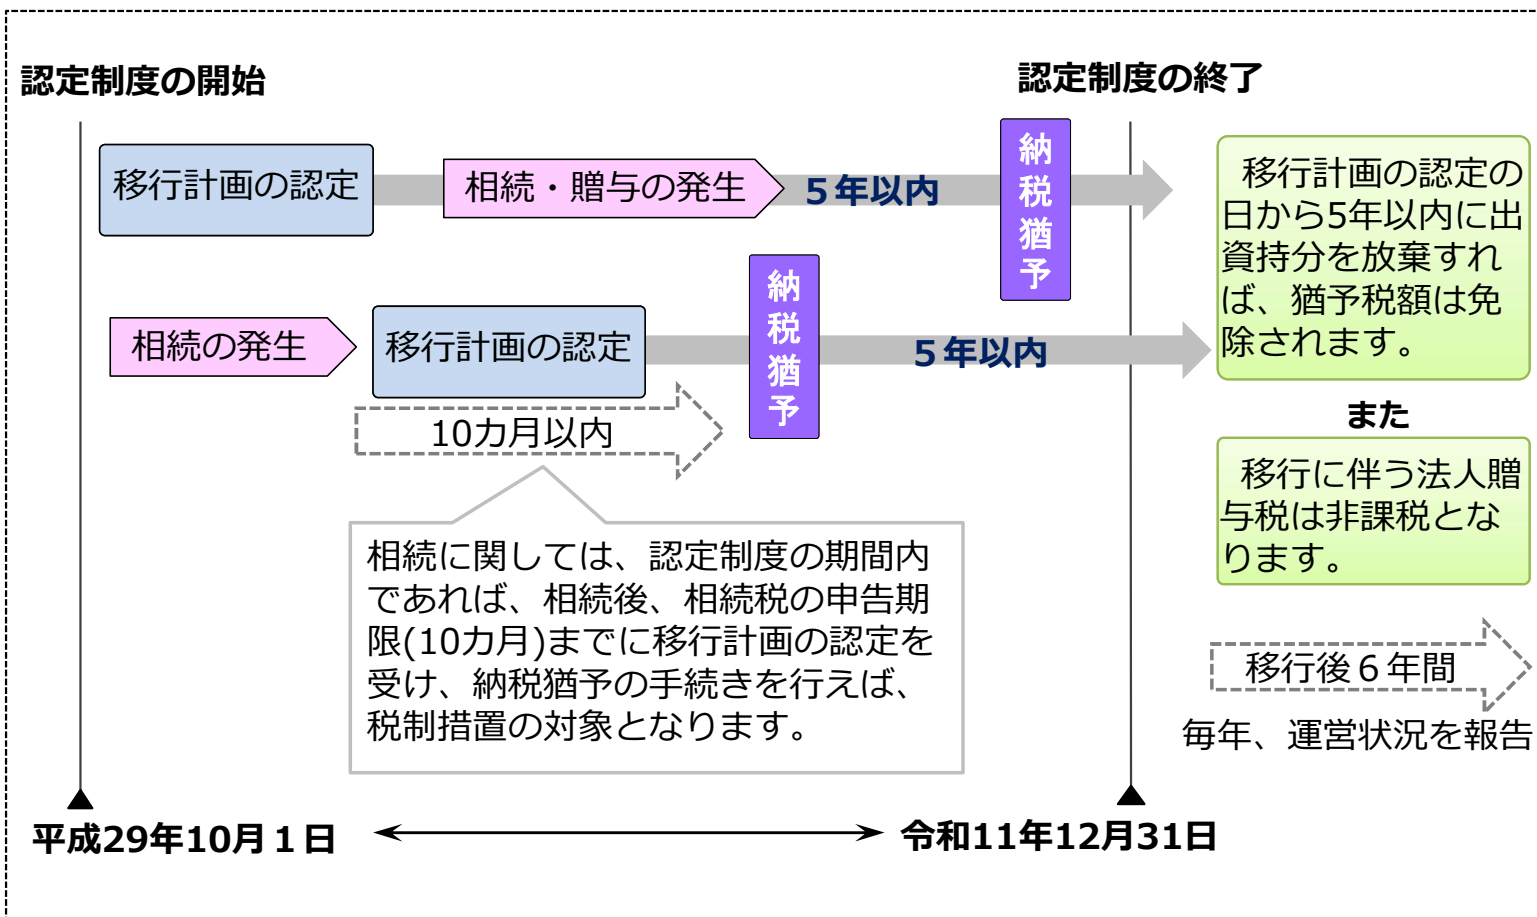 認定制度の開始
認定制度の終了
移行計画の認定
相続・贈与の発生
５年以内
納税猶予
相続の発生
移行計画の認定
納税猶予
５年以内
10カ月以内
相続に関しては、認定制度の期間内
であれば、相続後、相続税の申告期
限(10カ月)までに移行計画の認定を
受け、納税猶予の手続きを行えば、
税制措置の対象となります。
移行計画の認定の
日から5年以内に出
資持分を放棄すれ
ば、猶予税額は免
除されます。
また
移行に伴う法人贈
与税は非課税とな
ります。
移行後６年間
毎年、運営状況を報告
平成29年10月１日
令和11年12月31日